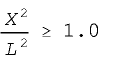 X²/L² ≥ 1.0